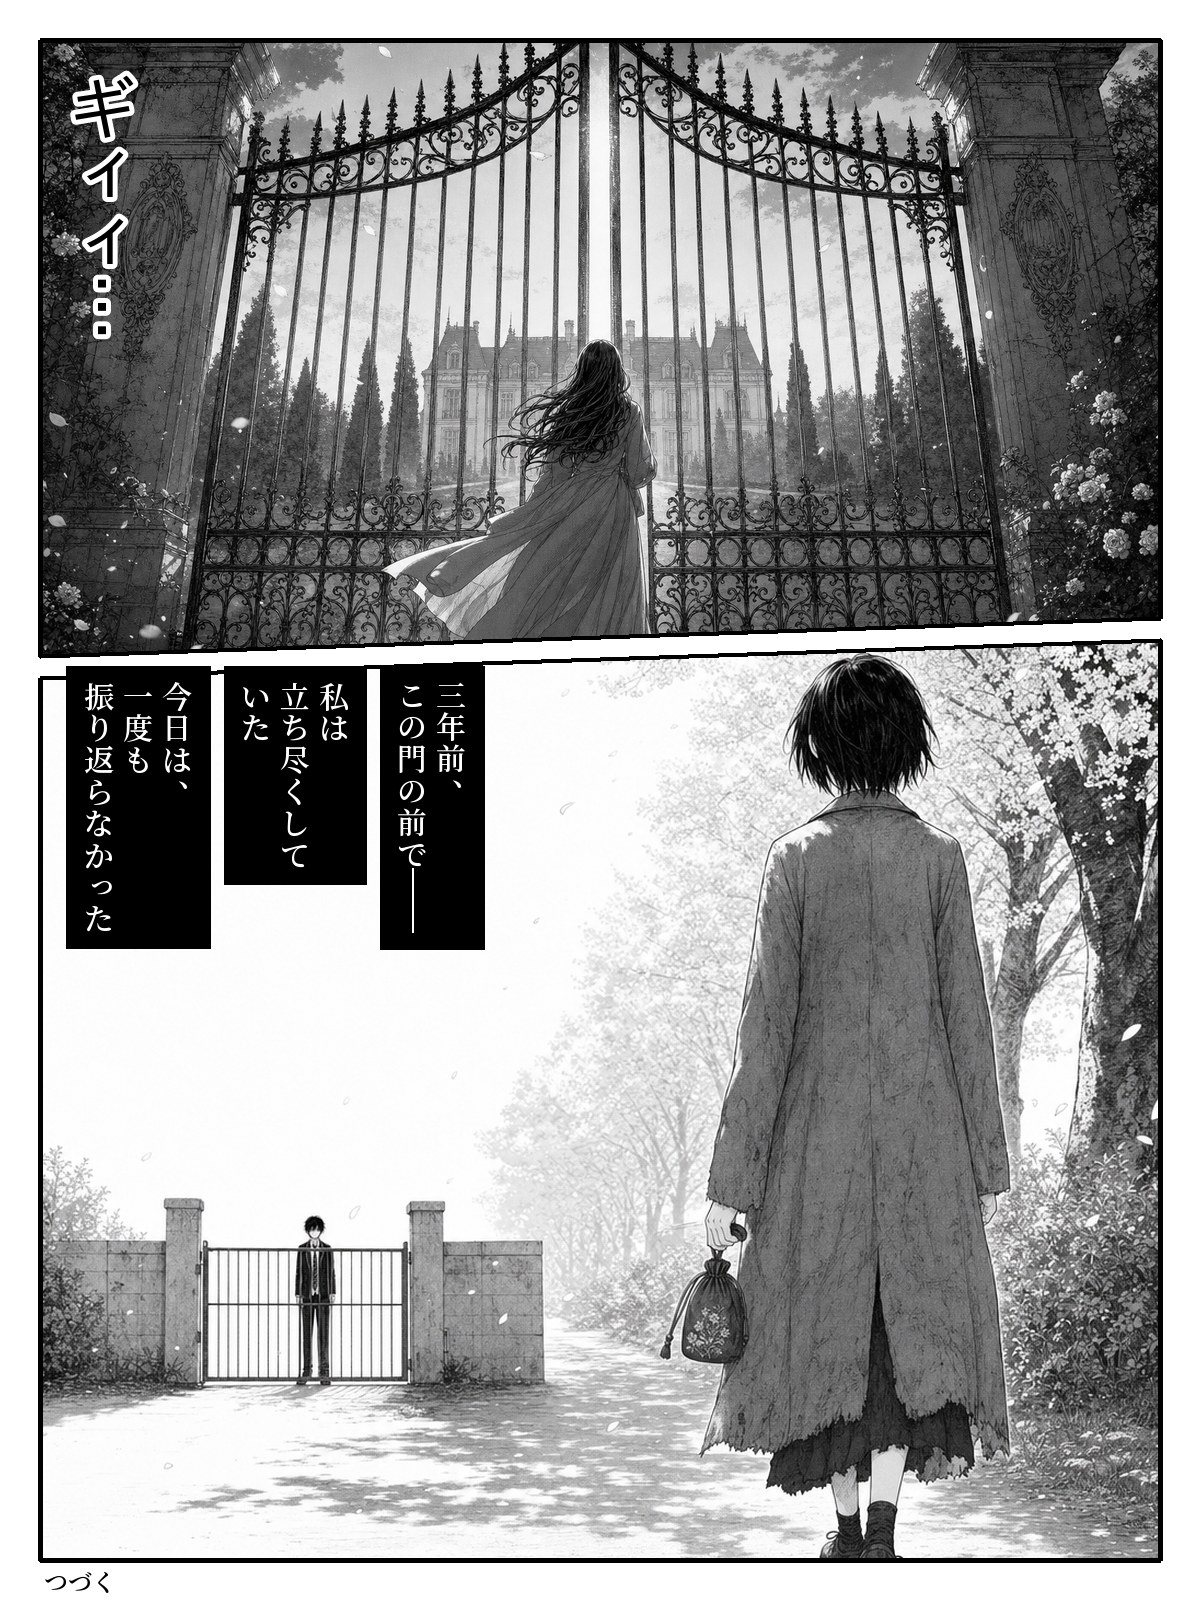 ギィィ…
三年前、
この門の前で――
私は
立ち尽くして
いた
今日は、
一度も
振り返らなかった
つづく